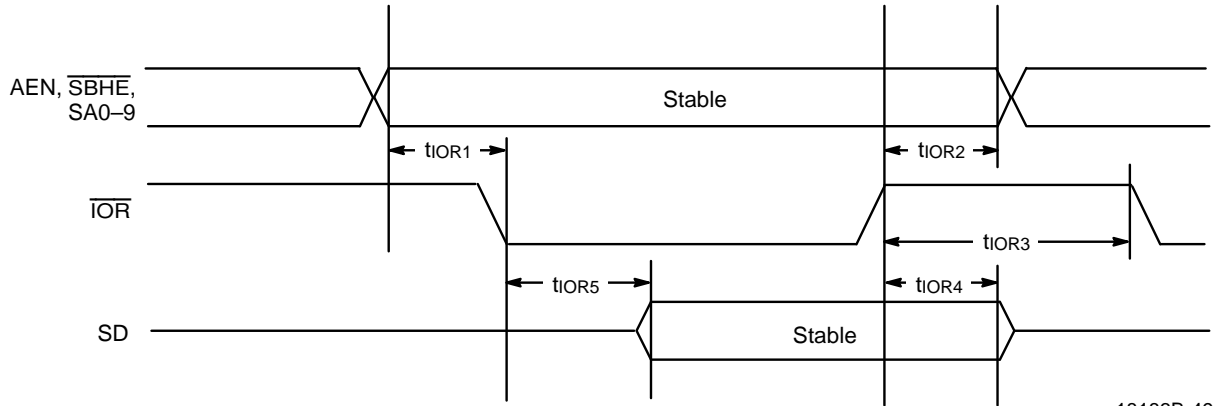 AEN, SBHE,
SA0–9
Stable
tIOR1
tIOR2
IOR
tIOR3
tIOR5
tIOR4
SD
Stable